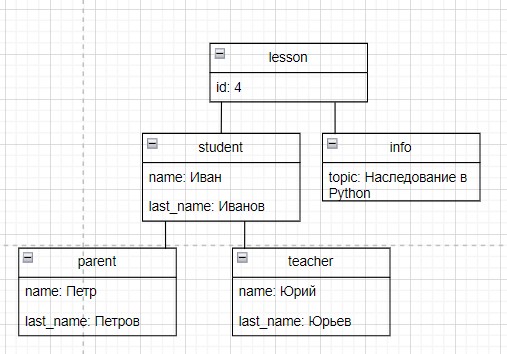 lesson
id: 4
student
name: Иван
last_name: Иванов
info
topic: Наследование в
Python
parent
name: Петр
last_name: Петров
teacher
name: Юрий
last_name: Юрьев